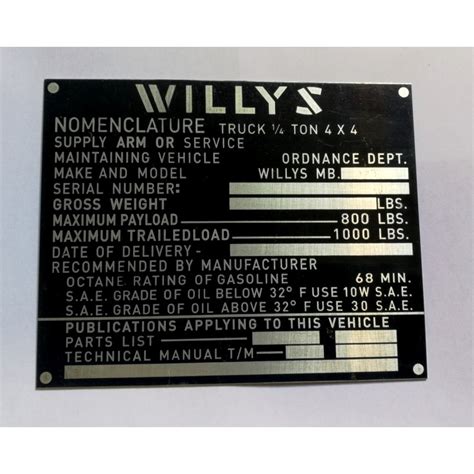 WILLYS
NOMENCLATURE TRUCK ¼ TON 4 X 4
SUPPLY ARM OR SERVICE
MAINTAINING VEHICLE ORDNANCE DEPT.
MAKE AND MODEL WILLYS MB.
SERIAL NUMBER:
GROSS WEIGHT LBS.
MAXIMUM PAYLOAD 800 LBS.
MAXIMUM TRAILEDLOAD 1000 LBS.
DATE OF DELIVERY -
RECOMMENDED BY MANUFACTURER
OCTANE RATING OF GASOLINE 68 MIN.
S.A.E. GRADE OF OIL BELOW 32° F USE 10W S.A.E.
S.A.E. GRADE OF OIL ABOVE 32° F USE 30 S.A.E.
PUBLICATIONS APPLYING TO THIS VEHICLE
PARTS LIST
TECHNICAL MANUAL T/M